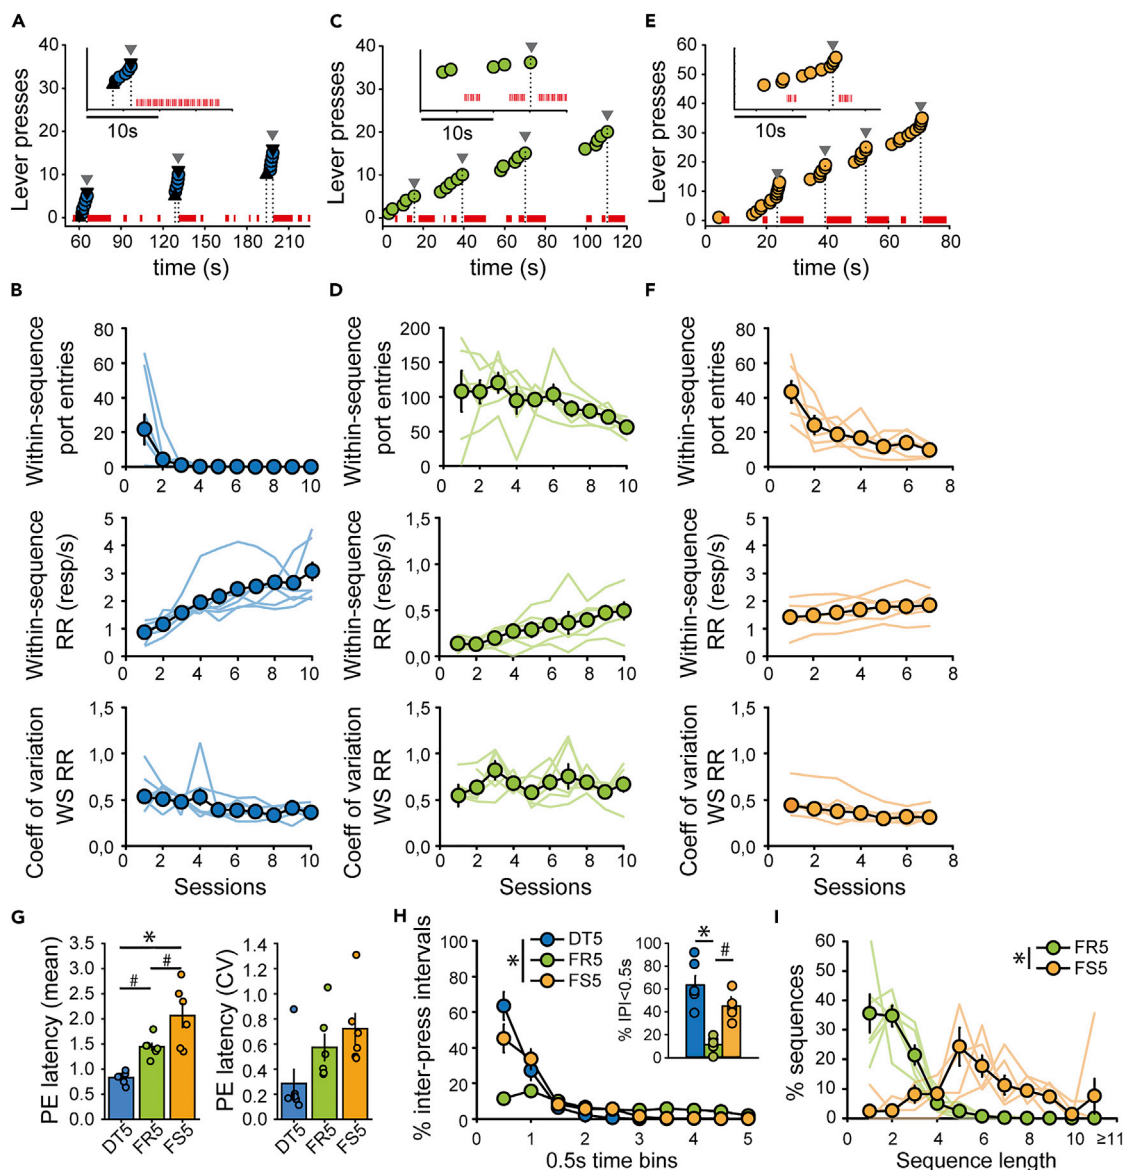 A
C
E
Lever presses
40
30
20
10
0
10s
60 90 120 150 180 210
time (s)
Lever presses
40
30
20
10
0
10s
0 20 40 60 80 100 120
time (s)
Lever presses
60
50
40
30
20
10
0
10s
0 20 40 60 80
time (s)
B
D
F
Within-sequence
port entries
80
60
40
20
0
0 2 4 6 8 10
Within-sequence
port entries
200
150
100
50
0
0 2 4 6 8 10
Within-sequence
port entries
80
60
40
20
0
0 2 4 6 8
Within-sequence
RR (resp/s)
5
4
3
2
1
0
0 2 4 6 8 10
Within-sequence
RR (resp/s)
1,5
1,0
0,5
0,0
0 2 4 6 8 10
Within-sequence
RR (resp/s)
5
4
3
2
1
0
0 2 4 6 8
Coeff of variation
WS RR
1,5
1,0
0,5
0,0
0 2 4 6 8 10
Sessions
Coeff of variation
WS RR
1,5
1,0
0,5
0,0
0 2 4 6 8 10
Sessions
Coeff of variation
WS RR
1,5
1,0
0,5
0,0
0 2 4 6 8
Sessions
G
PE latency (mean)
3.5
3.0
2.5
2.0
1.5
1.0
0.5
0.0
*
#
#
DT5 FR5 FS5
PE latency (CV)
1.4
1.2
1.0
0.8
0.6
0.4
0.2
0.0
DT5 FR5 FS5
H
% inter-press intervals
100
80
60
40
20
0
*
DT5
FR5
FS5
0 1 2 3 4 5
0.5s time bins
% IPI<0.5s
100
80
60
40
20
0
*
#
I
% sequences
60
50
40
30
20
10
0
*
FR5
FS5
0 2 4 6 8 10 ≥11
Sequence length